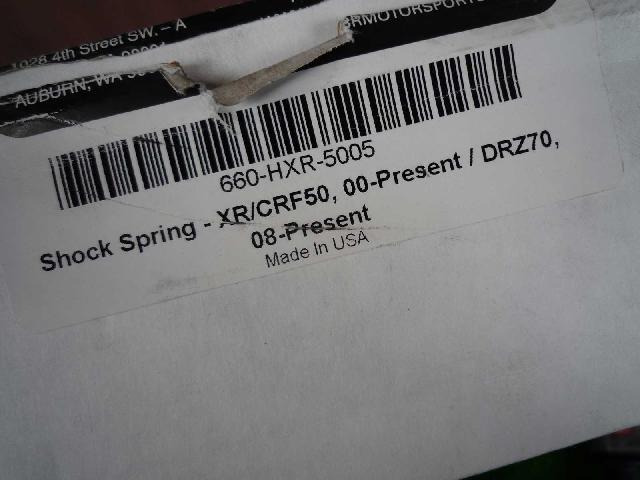 1028 4th Street SW. – A
AUBURN, WA
660-HXR-5005
Shock Spring - XR/CRF50, 00-Present / DRZ70,
08-Present
Made In USA